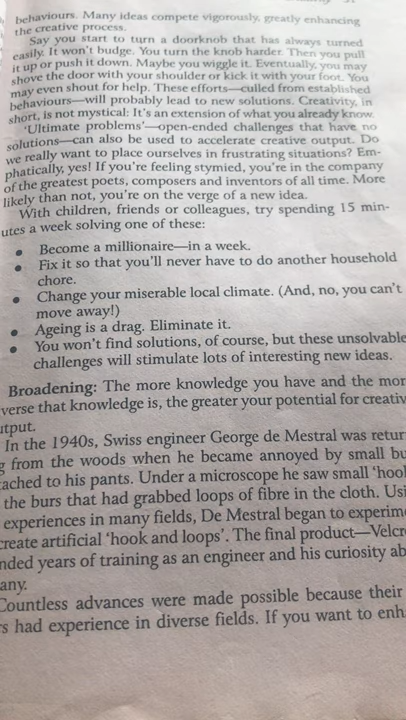 behaviours. Many ideas compete vigorously, greatly enhancing
the creative process.
Say you start to turn a doorknob that has always turned
easily. It won't budge. You turn the knob harder. Then you pull
it up or push it down. Maybe you wiggle it. Eventually, you may
shove the door with your shoulder or kick it with your foot. You
may even shout for help. These efforts—culled from established
behaviours—will probably lead to new solutions. Creativity, in
short, is not mystical: It's an extension of what you already know.
'Ultimate problems'—open-ended challenges that have no
solutions—can also be used to accelerate creative output. Do
we really want to place ourselves in frustrating situations? Em-
phatically, yes! If you're feeling stymied, you're in the company
of the greatest poets, composers and inventors of all time. More
likely than not, you're on the verge of a new idea.
With children, friends or colleagues, try spending 15 min-
utes a week solving one of these:
• Become a millionaire—in a week.
• Fix it so that you'll never have to do another household
chore.
• Change your miserable local climate. (And, no, you can't
move away!)
• Ageing is a drag. Eliminate it.
• You won't find solutions, of course, but these unsolvable
challenges will stimulate lots of interesting new ideas.
Broadening: The more knowledge you have and the mor
verse that knowledge is, the greater your potential for creativ
utput.
In the 1940s, Swiss engineer George de Mestral was retur
g from the woods when he became annoyed by small bu
tached to his pants. Under a microscope he saw small 'hool
the burs that had grabbed loops of fibre in the cloth. Usi
experiences in many fields, De Mestral began to experime
create artificial 'hook and loops'. The final product—Velcr
nded years of training as an engineer and his curiosity ab
any.
Countless advances were made possible because their
rs had experience in diverse fields. If you want to enh